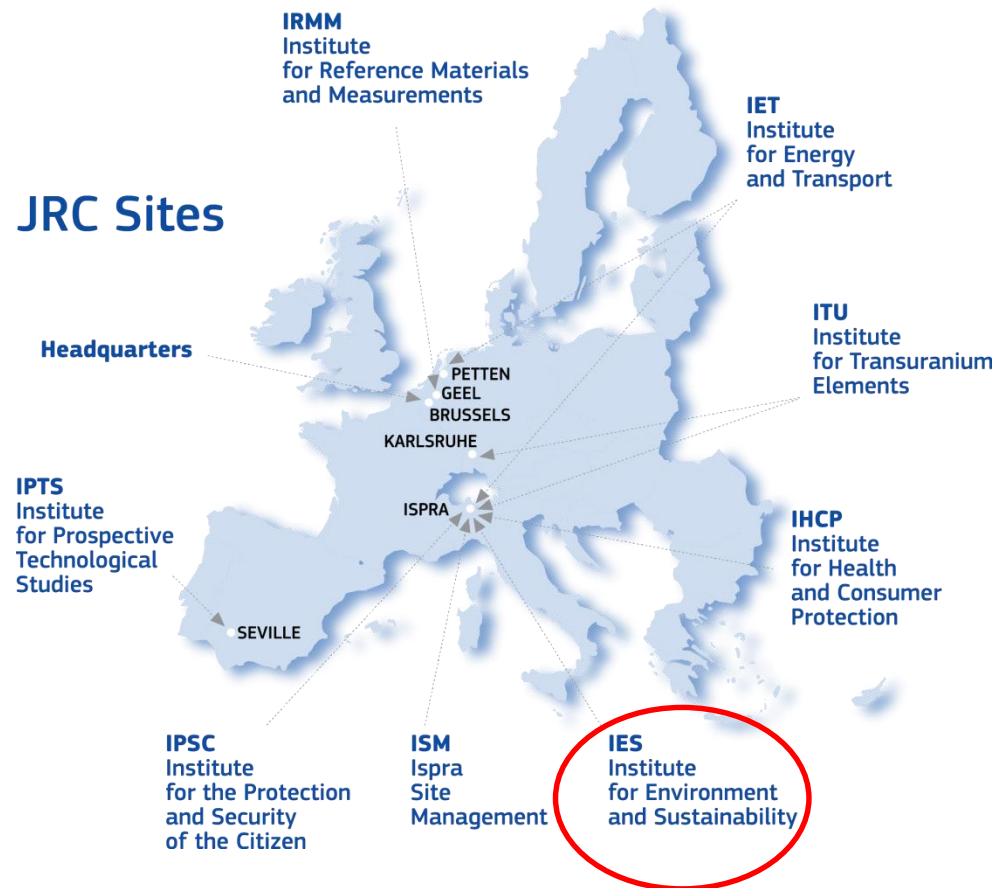 IRMM
Institute
for Reference Materials
and Measurements
IET
Institute
for Energy
and Transport
JRC Sites
ITU
Institute
for Transuranium
Elements
Headquarters
PETTEN
GEEL
BRUSSELS
KARLSRUHE
IPTS
Institute
for Prospective
Technological
Studies
ISPRA
IHCP
Institute
for Health
and Consumer
Protection
SEVILLE
IPSC
Institute
for the Protection
and Security
of the Citizen
ISM
Ispra
Site
Management
IES
Institute
for Environment
and Sustainability